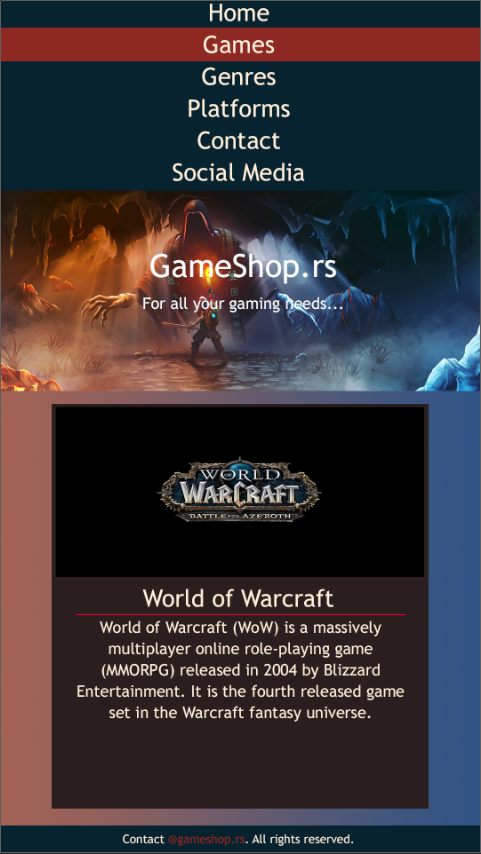 Home
Games
Genres
Platforms
Contact
Social Media
GameShop.rs
For all your gaming needs...
WORLD
OF
WARCRAFT
BATTLE FOR AZEROTH
World of Warcraft
World of Warcraft (WoW) is a massively
multiplayer online role-playing game
(MMORPG) released in 2004 by Blizzard
Entertainment. It is the fourth released game
set in the Warcraft fantasy universe.
Contact @gameshop.rs. All rights reserved.